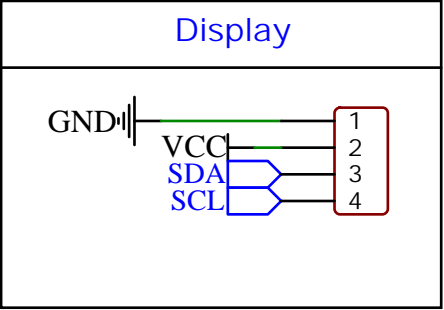 Display
GND 1
VCC 2
SDA 3
SCL 4